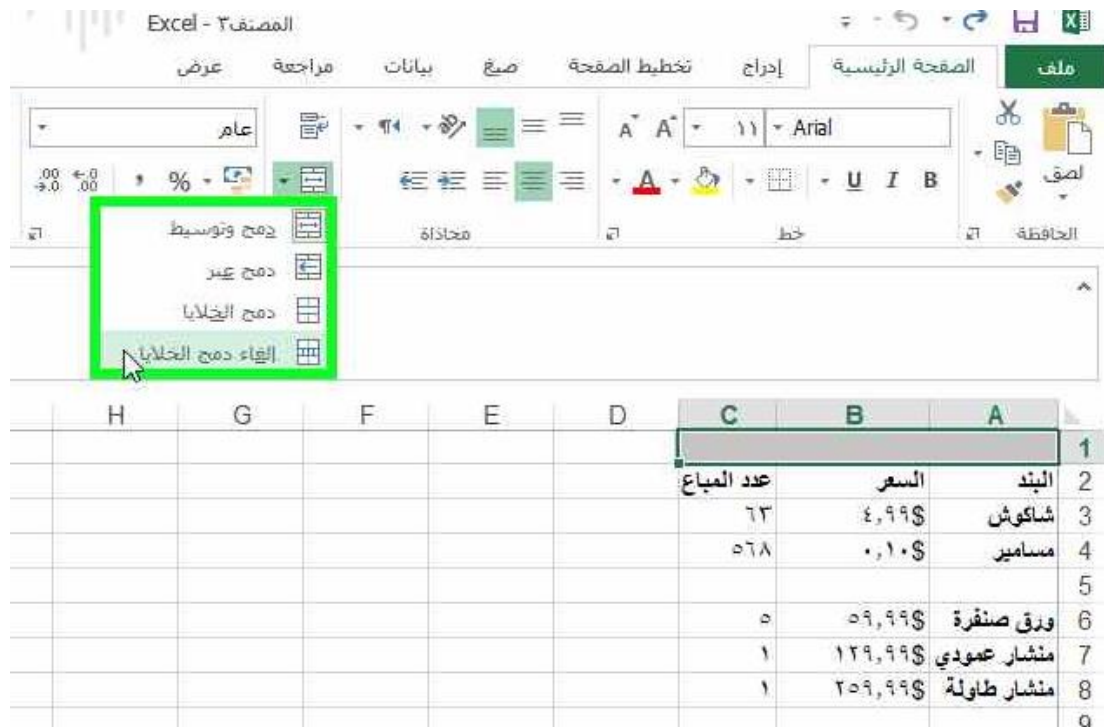 المصنف٣ - Excel
ملف الصفحة الرئيسية إدراج تخطيط الصفحة صيغ بيانات مراجعة عرض
لصق
Arial ١١
عام
B I U A % ,
الحافظة خط محاذاة
دمج وتوسيط
دمج عبر
دمج الخلايا
إلغاء دمج الخلايا
A B C D E F G H
1
2 البند السعر عدد المباع
3 شاكوش ٤,٩٩$ ٦٣
4 مسامير ٠,١٠$ ٥٦٨
5
6 ورق صنفرة ٥٩,٩٩$ ٥
7 منشار عمودي ١٢٩,٩٩$ ١
8 منشار طاولة ٢٥٩,٩٩$ ١
9